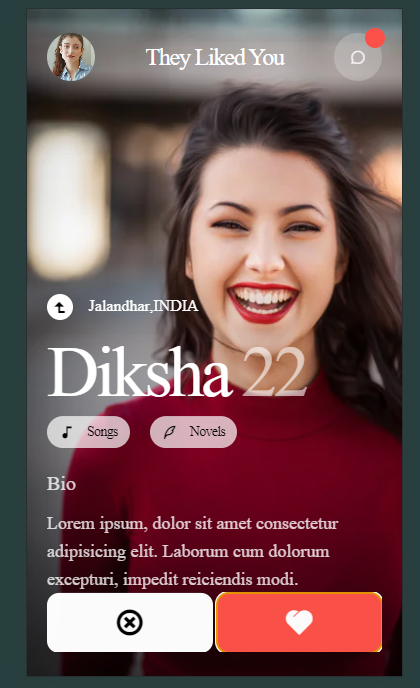 They Liked You
Jalandhar,INDIA
Diksha 22
Songs Novels
Bio
Lorem ipsum, dolor sit amet consectetur
adipisicing elit. Laborum cum dolorum
excepturi, impedit reiciendis modi.